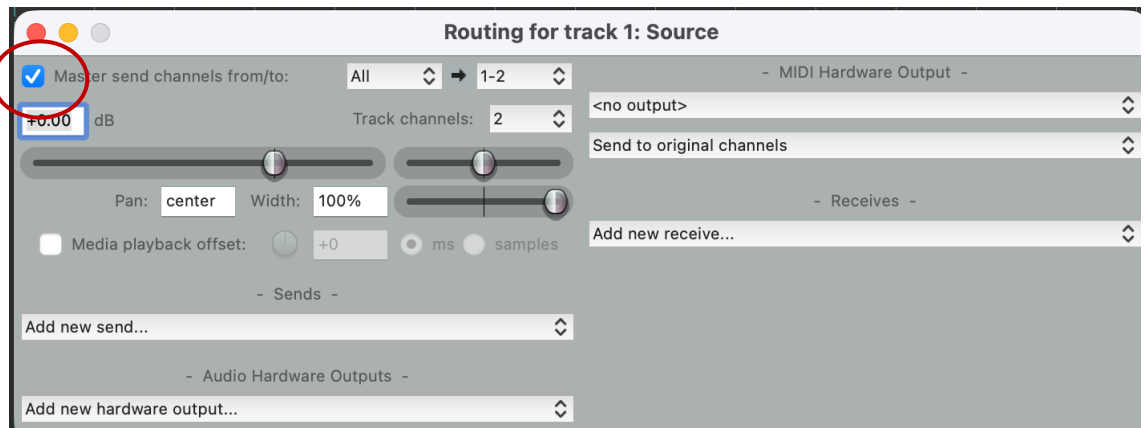 Routing for track 1: Source
Master send channels from/to: All 1-2
+0.00 dB Track channels: 2
Pan: center Width: 100%
Media playback offset: +0 ms samples
- Sends -
Add new send...
- Audio Hardware Outputs -
Add new hardware output...
- MIDI Hardware Output -
<no output>
Send to original channels
- Receives -
Add new receive...